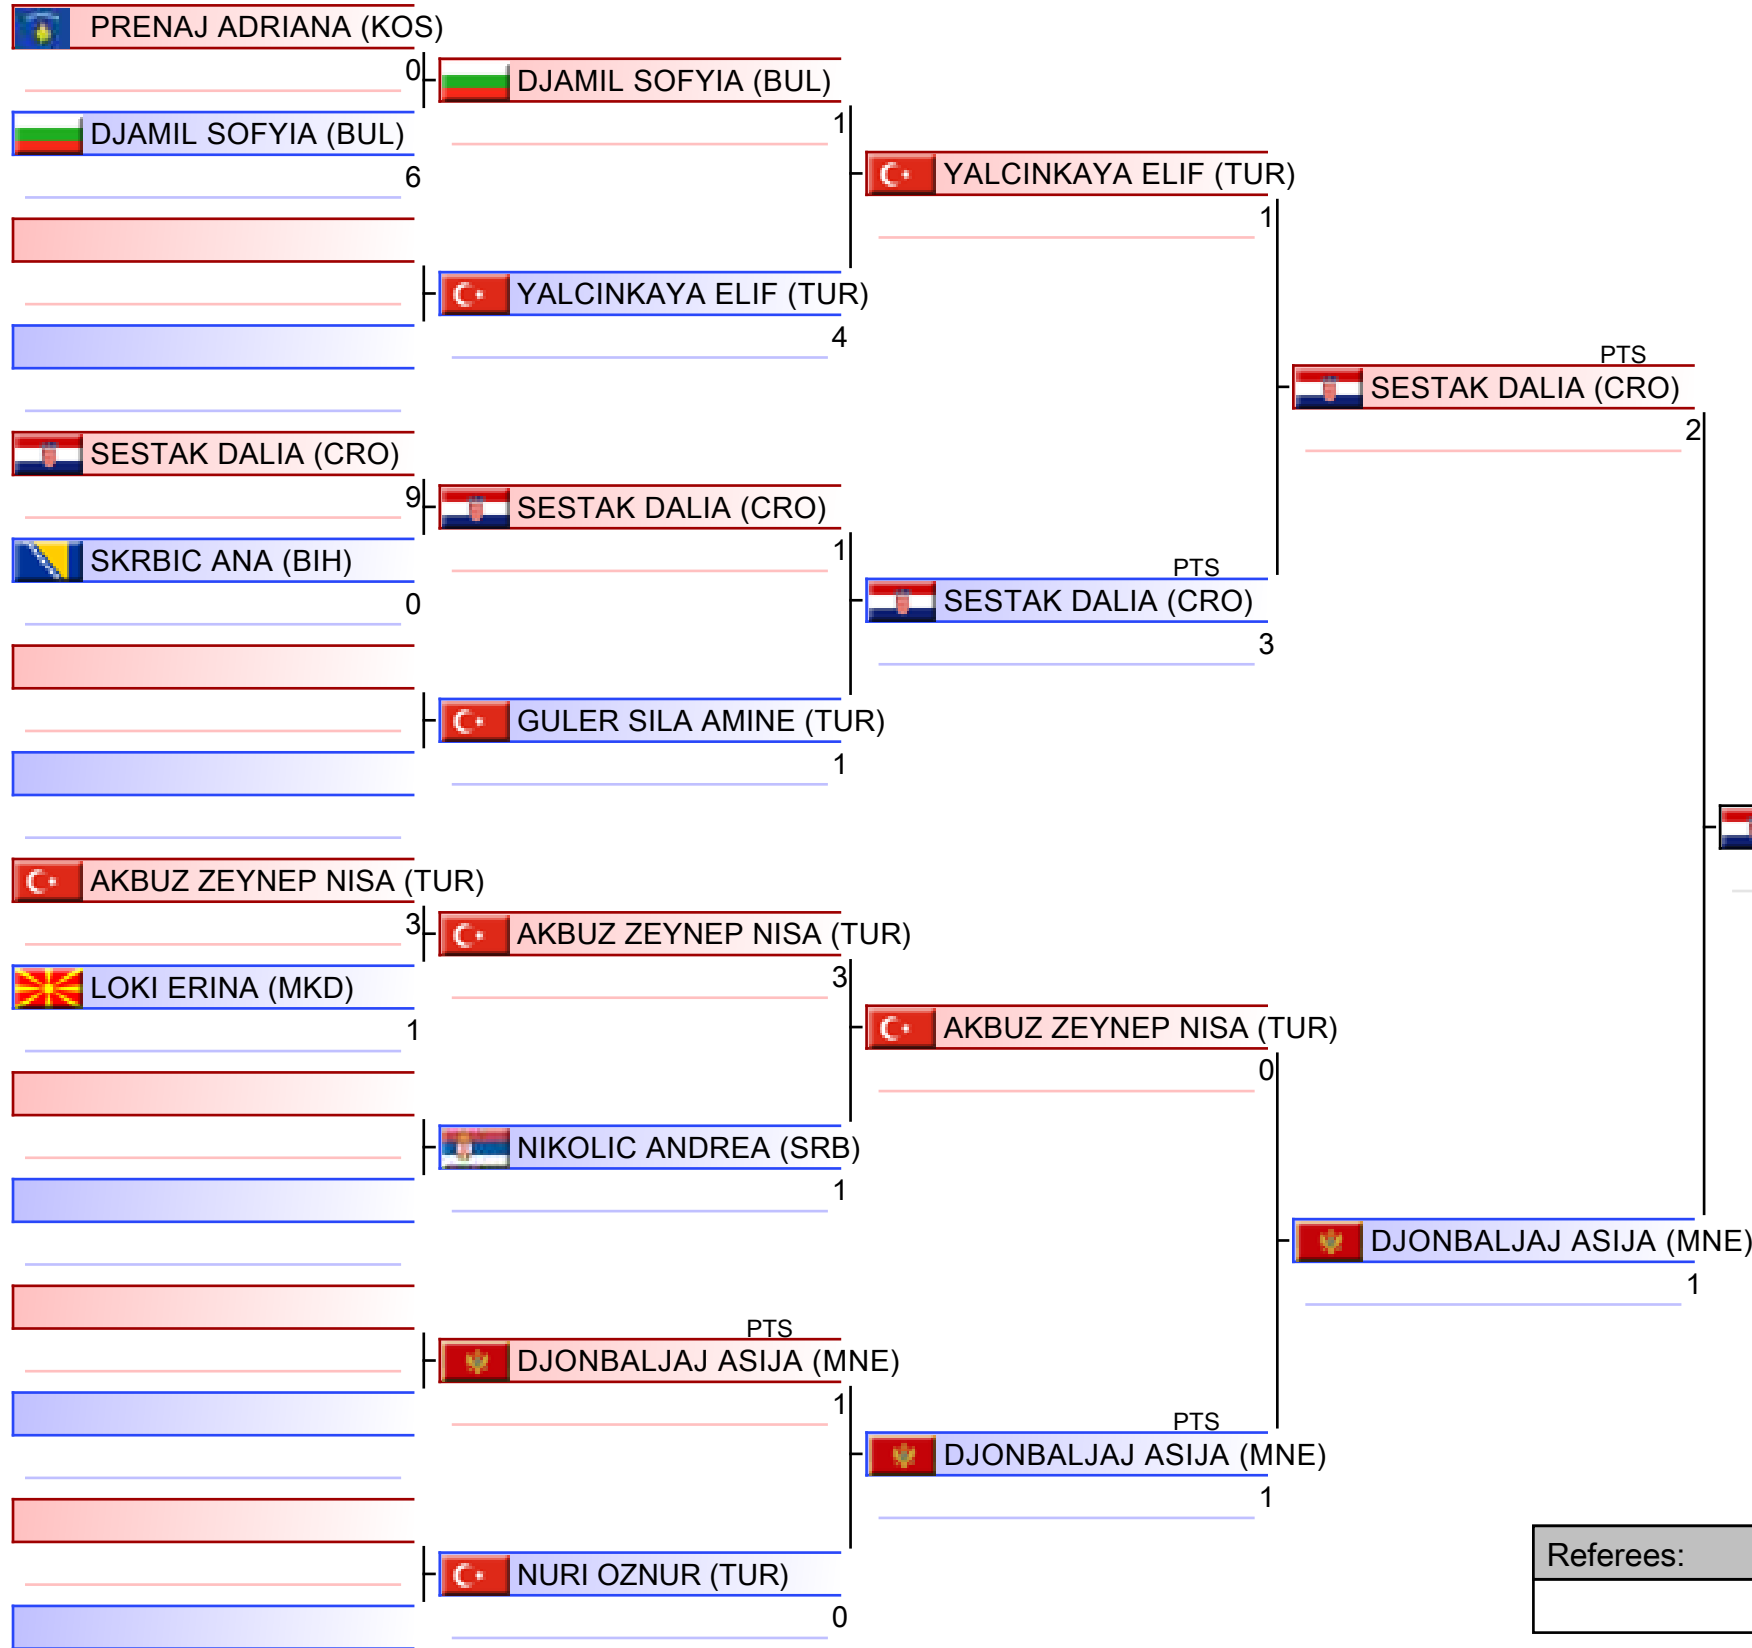 PRENAJ ADRIANA (KOS)
0
DJAMIL SOFYIA (BUL)
6
SESTAK DALIA (CRO)
9
SKRBIC ANA (BIH)
0
AKBUZ ZEYNEP NISA (TUR)
3
LOKI ERINA (MKD)
1
DJAMIL SOFYIA (BUL)
1
YALCINKAYA ELIF (TUR)
4
SESTAK DALIA (CRO)
1
GULER SILA AMINE (TUR)
1
AKBUZ ZEYNEP NISA (TUR)
3
NIKOLIC ANDREA (SRB)
1
PTS
DJONBALJAJ ASIJA (MNE)
1
NURI OZNUR (TUR)
0
YALCINKAYA ELIF (TUR)
1
PTS
SESTAK DALIA (CRO)
3
AKBUZ ZEYNEP NISA (TUR)
0
PTS
DJONBALJAJ ASIJA (MNE)
1
PTS
SESTAK DALIA (CRO)
2
DJONBALJAJ ASIJA (MNE)
1
Referees: